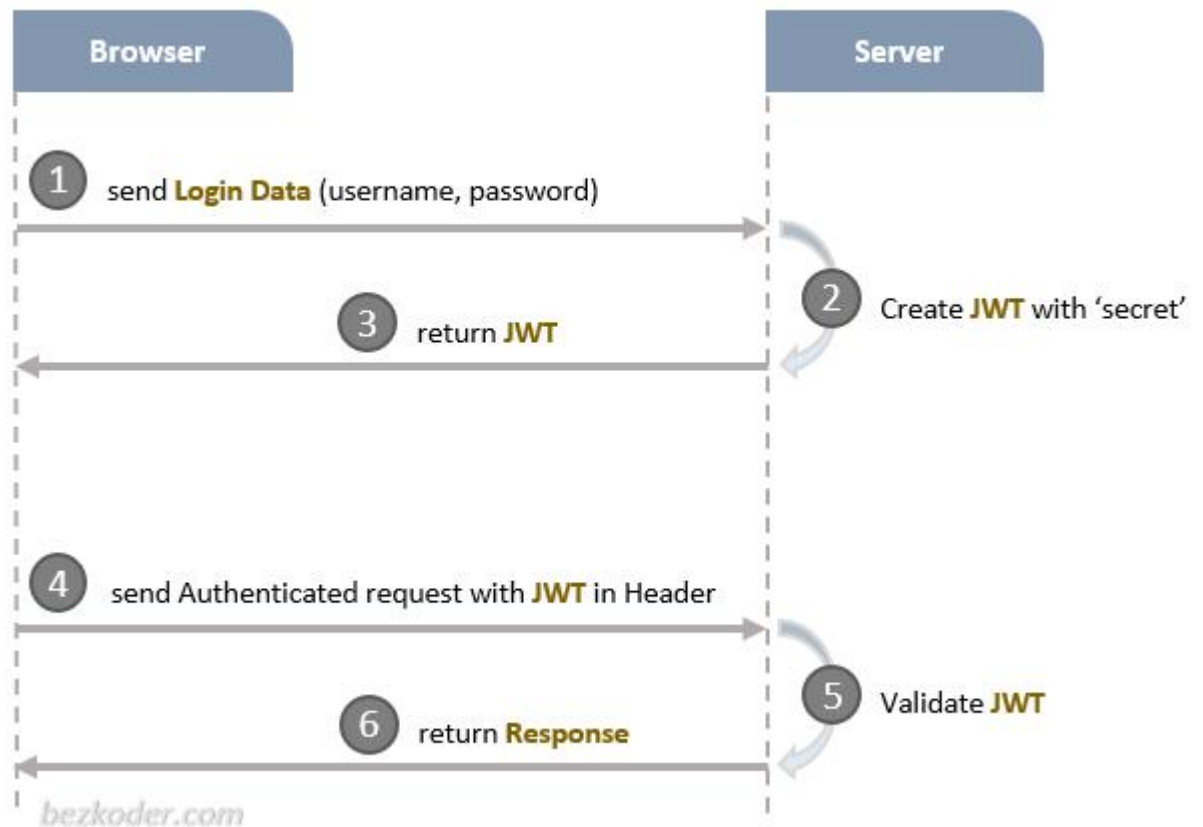 Browser
Server
1
send Login Data (username, password)
2
Create JWT with ‘secret’
3
return JWT
4
send Authenticated request with JWT in Header
5
Validate JWT
6
return Response
bezkoder.com